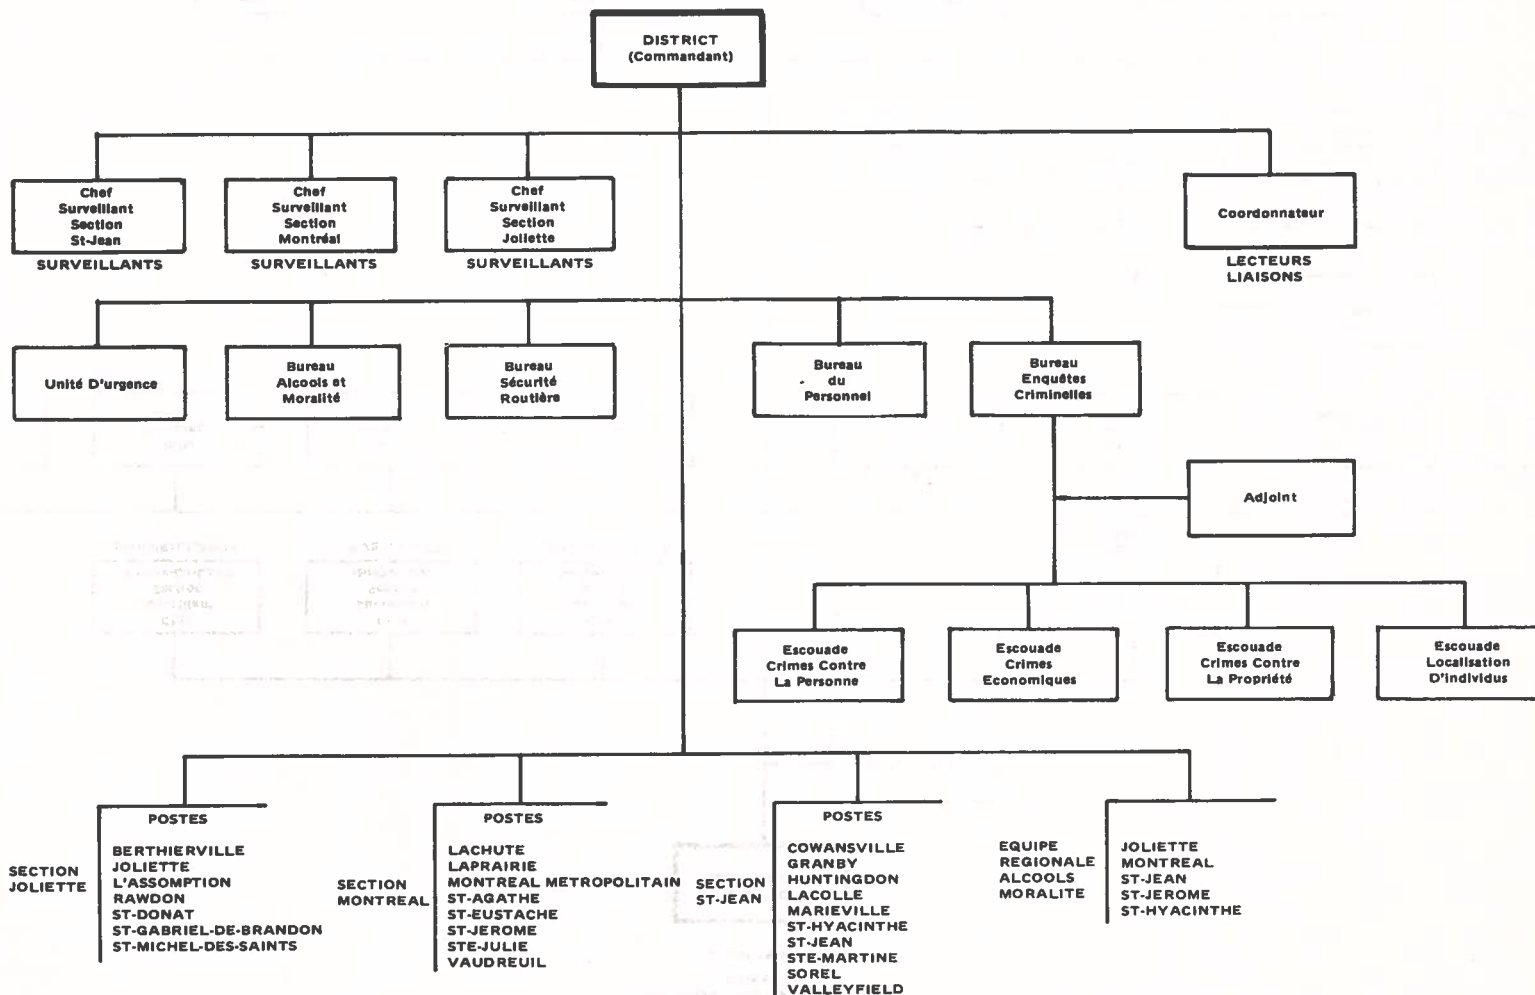 DISTRICT
(Commandant)
Chef
Surveillant
Section
St-Jean
SURVEILLANTS
Chef
Surveillant
Section
Montréal
SURVEILLANTS
Chef
Surveillant
Section
Joliette
SURVEILLANTS
Coordonnateur
LECTEURS
LIAISONS
Unité D'urgence
Bureau
Alcools et
Moralité
Bureau
Sécurité
Routière
Bureau
du
Personnel
Bureau
Enquêtes
Criminelles
Adjoint
Escouade
Crimes Contre
La Personne
Escouade
Crimes
Economiques
Escouade
Crimes Contre
La Propriété
Escouade
Localisation
D'individus
SECTION
JOLIETTE
POSTES
BERTHIERVILLE
JOLIETTE
L'ASSOMPTION
RAWDON
ST-DONAT
ST-GABRIEL-DE-BRANDON
ST-MICHEL-DES-SAINTS
SECTION
MONTREAL
POSTES
LACHUTE
LAPRAIRIE
MONTREAL METROPOLITAIN
ST-AGATHE
ST-EUSTACHE
ST-JEROME
STE-JULIE
VAUDREUIL
SECTION
ST-JEAN
POSTES
COWANSVILLE
GRANBY
HUNTINGDON
LACOLLE
MARIEVILLE
ST-HYACINTHE
ST-JEAN
STE-MARTINE
SOREL
VALLEYFIELD
EQUIPE
REGIONALE
ALCOOLS
MORALITE
JOLIETTE
MONTREAL
ST-JEAN
ST-JEROME
ST-HYACINTHE